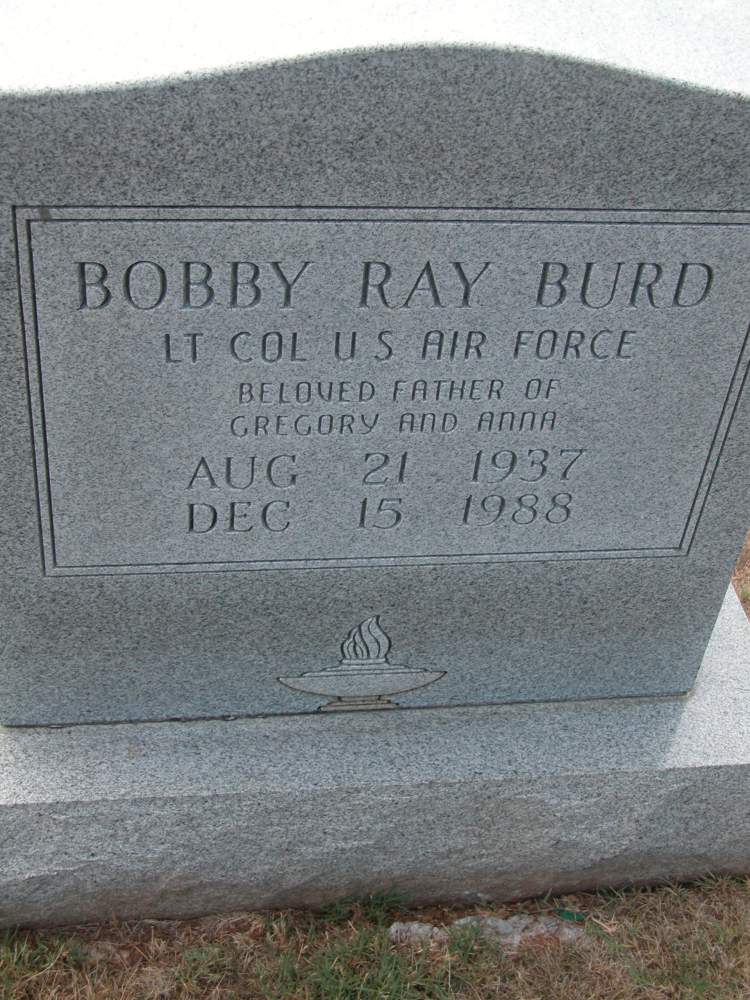 BOBBY RAY BURD
LT COL U S AIR FORCE
BELOVED FATHER OF
GREGORY AND ANNA
AUG 21 1937
DEC 15 1988